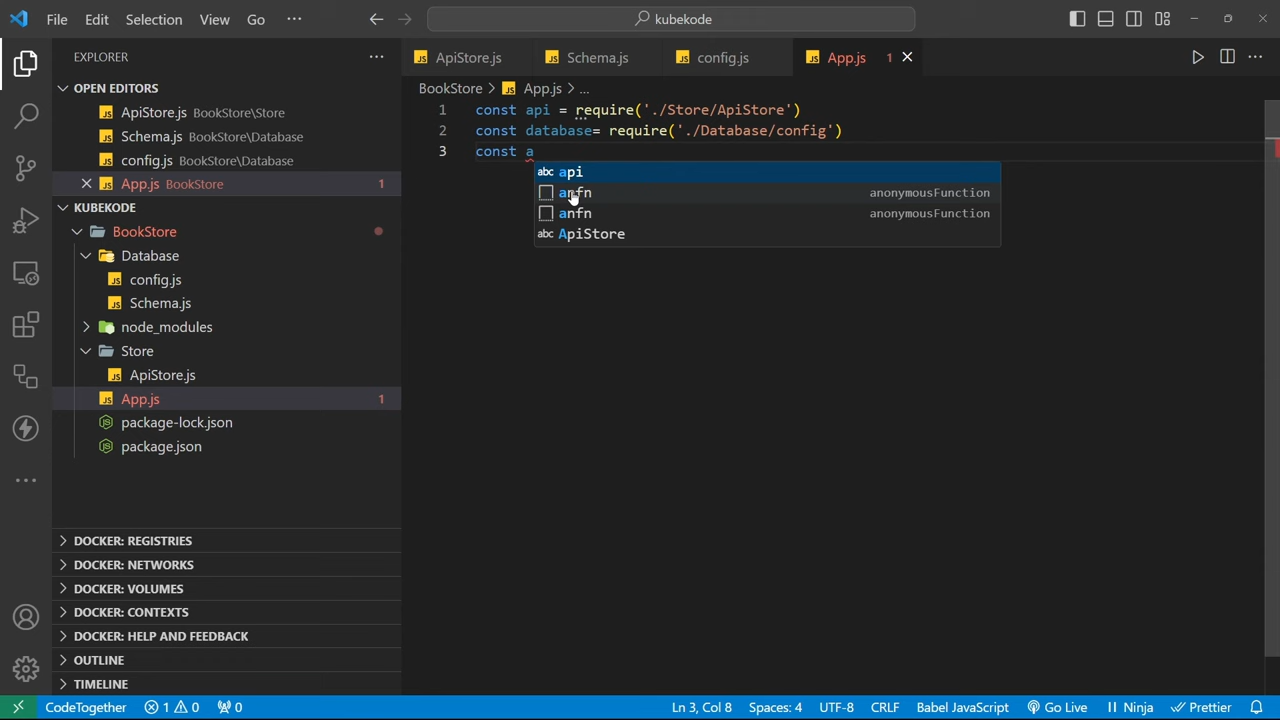 File Edit Selection View Go ··· kubekode
EXPLORER ···
OPEN EDITORS
ApiStore.js BookStore\Store
Schema.js BookStore\Database
config.js BookStore\Database
App.js BookStore 1
KUBEKODE
BookStore
Database
config.js
Schema.js
node_modules
Store
ApiStore.js
App.js 1
package-lock.json
package.json
DOCKER: REGISTRIES
DOCKER: NETWORKS
DOCKER: VOLUMES
DOCKER: CONTEXTS
DOCKER: HELP AND FEEDBACK
OUTLINE
TIMELINE
ApiStore.js Schema.js config.js App.js 1
BookStore > App.js > ...
1 const api = require('./Store/ApiStore')
2 const database= require('./Database/config')
3 const a
abc api
anfn anonymousFunction
anfn anonymousFunction
abc ApiStore
CodeTogether 1 0 0 Ln 3, Col 8 Spaces: 4 UTF-8 CRLF Babel JavaScript Go Live Ninja Prettier